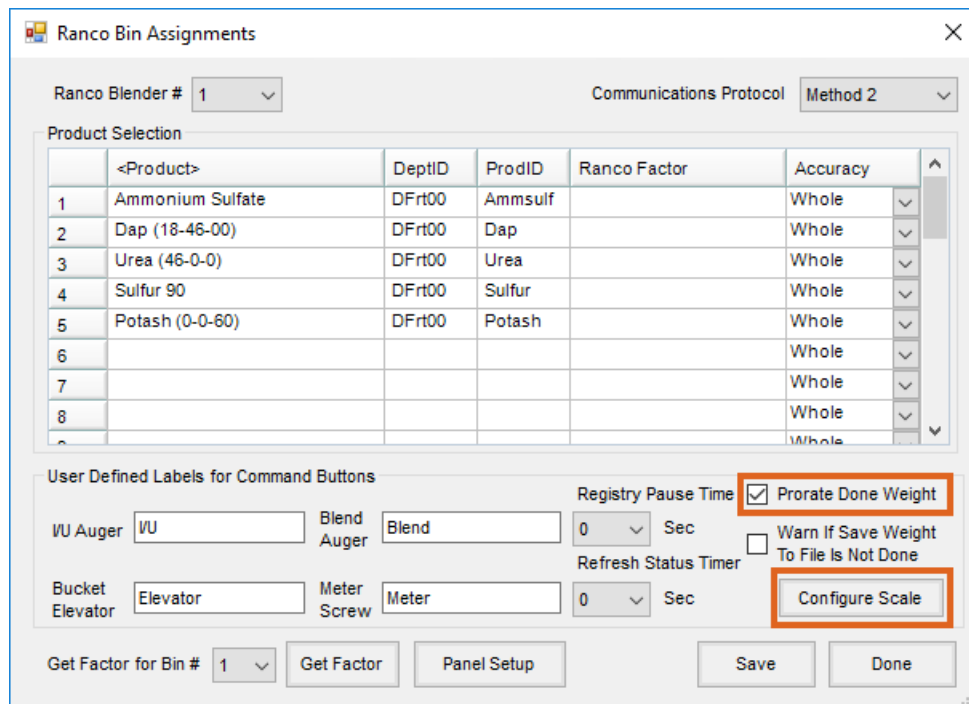 Ranco Bin Assignments
Ranco Blender # 1 Communications Protocol Method 2
Product Selection
<Product> DeptID ProdID Ranco Factor Accuracy
1 Ammonium Sulfate DFrt00 Ammsulf Whole
2 Dap (18-46-00) DFrt00 Dap Whole
3 Urea (46-0-0) DFrt00 Urea Whole
4 Sulfur 90 DFrt00 Sulfur Whole
5 Potash (0-0-60) DFrt00 Potash Whole
6 Whole
7 Whole
8 Whole
Whole
User Defined Labels for Command Buttons
Registry Pause Time Prorate Done Weight
I/U Auger I/U Blend Auger Blend 0 Sec Warn If Save Weight To File Is Not Done
Refresh Status Timer
Bucket Elevator Elevator Meter Screw Meter 0 Sec Configure Scale
Get Factor for Bin # 1 Get Factor Panel Setup Save Done